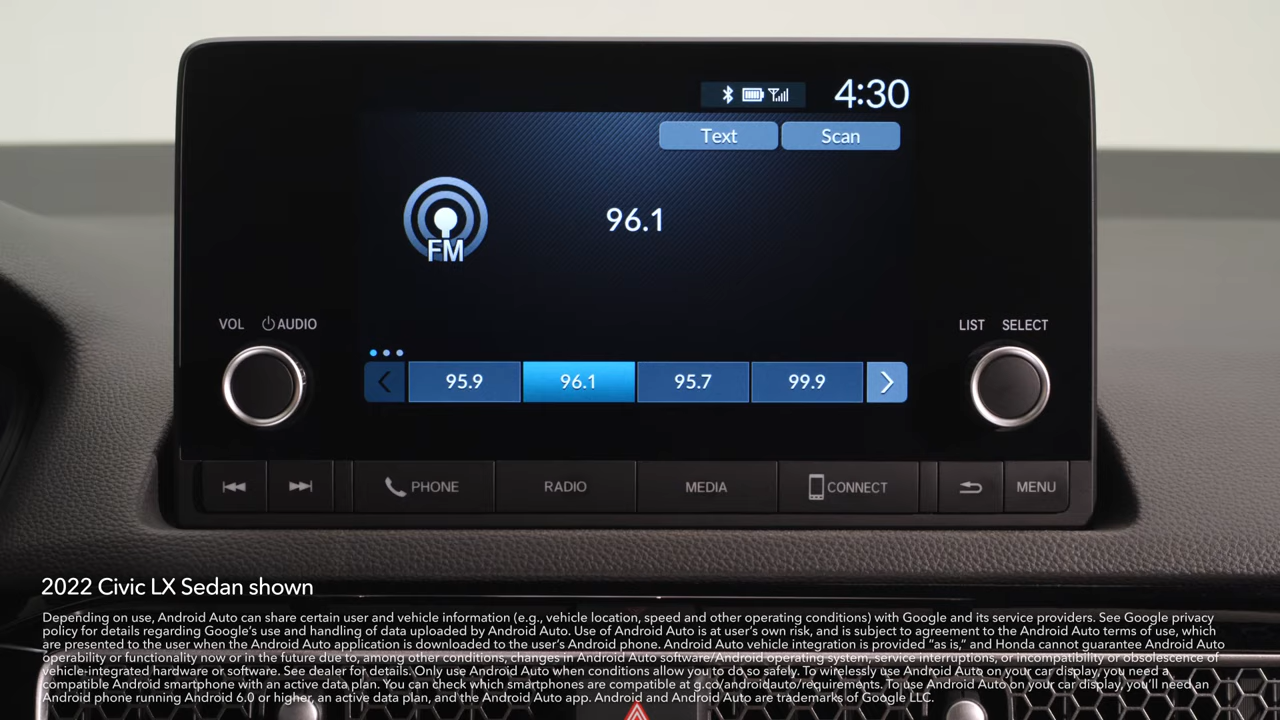 4:30
Text Scan
96.1
FM
VOL AUDIO
LIST SELECT
95.9 96.1 95.7 99.9
PHONE RADIO MEDIA CONNECT MENU
2022 Civic LX Sedan shown
Depending on use, Android Auto can share certain user and vehicle information (e.g., vehicle location, speed and other operating conditions) with Google and its service providers. See Google privacy
policy for details regarding Google's use and handling of data uploaded by Android Auto. Use of Android Auto is at user's own risk, and is subject to agreement to the Android Auto terms of use, which
are presented to the user when the Android Auto application is downloaded to the user's Android phone. Android Auto vehicle integration is provided “as is,” and Honda cannot guarantee Android Auto
operability or functionality now or in the future due to, among other conditions, changes in Android Auto software/Android operating system, service interruptions, or incompatibility or obsolescence of
vehicle-integrated hardware or software. See dealer for details. Only use Android Auto when conditions allow you to do so safely. To wirelessly use Android Auto on your car display, you need a
compatible Android smartphone with an active data plan. You can check which smartphones are compatible at g.co/androidauto/requirements. To use Android Auto on your car display, you'll need an
Android phone running Android 6.0 or higher, an active data plan, and the Android Auto app. Android and Android Auto are trademarks of Google LLC.